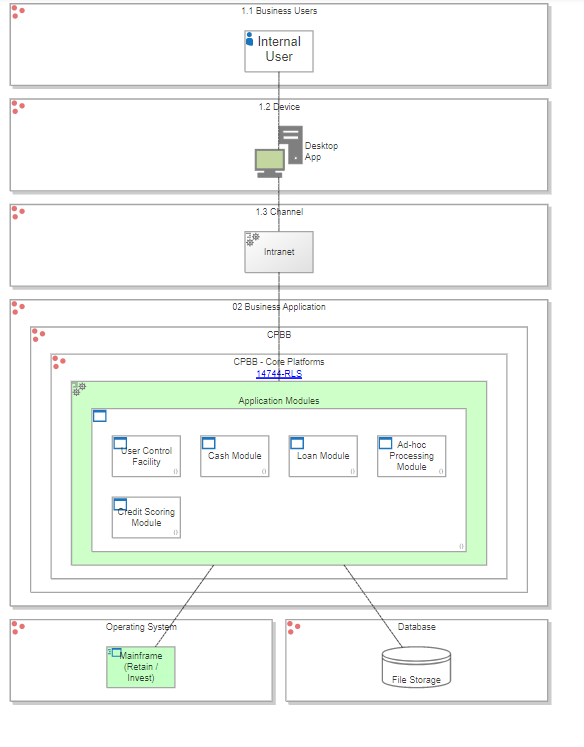 1.1 Business Users
Internal
User
1.2 Device
Desktop
App
1.3 Channel
Intranet
02 Business Application
CPBB
CPBB - Core Platforms
14744-RLS
Application Modules
User Control
Facility
Cash Module
Loan Module
Ad-hoc
Processing
Module
Credit Scoring
Module
Operating System
Database
Mainframe
(Retain /
Invest)
File Storage